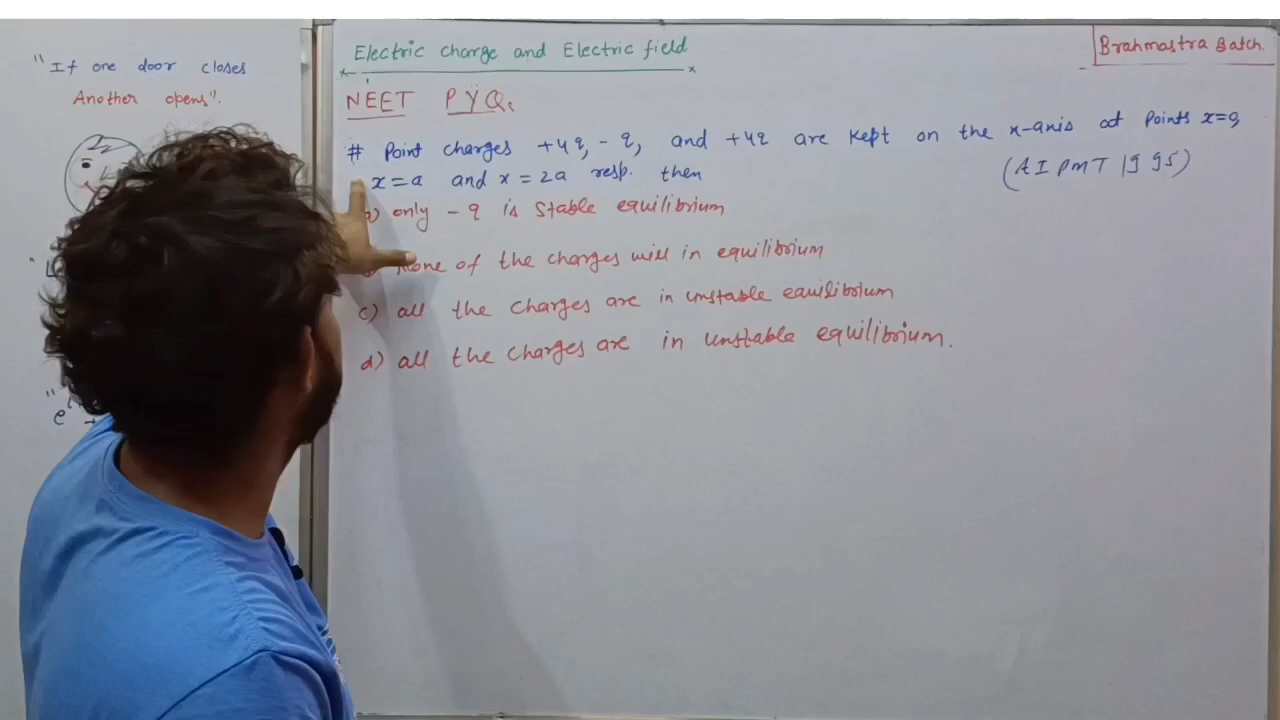 "If one door closes
Another opens".
Electric charge and Electric field
Brahmastra Batch.
NEET PYQs
# Point charges +4q, - q, and +4q are kept on the x-axis at points x=0,
x=a and x = 2a resp. then
(AIPMT 1995)
only - q is stable equilibrium
None of the charges will in equilibrium
c) all the charges are in unstable equilibrium
d) all the charges are in unstable equilibrium.